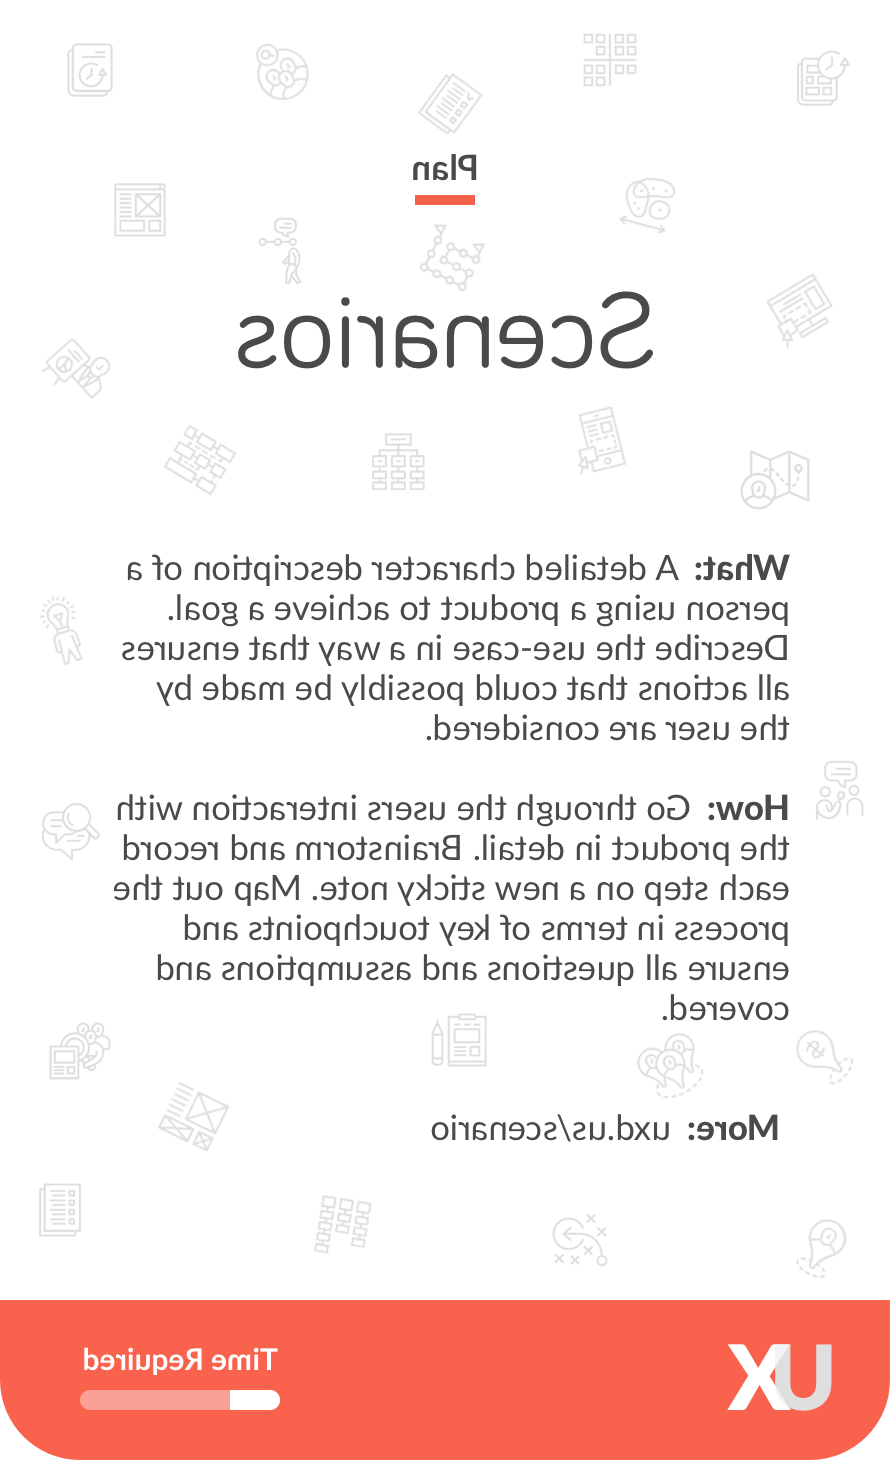 Plan
Scenarios
What: A detailed character description of a
person using a product to achieve a goal.
Describe the use-case in a way that ensures
all actions that could possibly be made by
the user are considered.
How: Go through the users interaction with
the product in detail. Brainstorm and record
each step on a new sticky note. Map out the
process in terms of key touchpoints and
ensure all questions and assumptions and
covered.
More: uxd.us/scenario
UX
Time Required